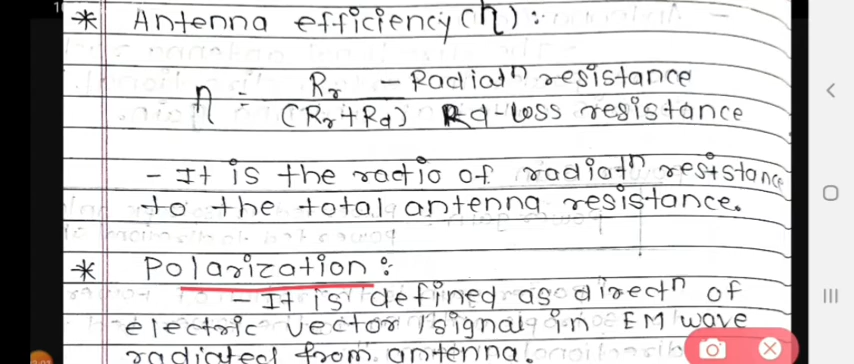 * Antenna efficiency (η) :
η = Rr — Radiatⁿ resistance
(Rr + Rd) Rd - Loss resistance
- It is the ratio of radiatⁿ resistance
to the total antenna resistance.
* Polarization :
- It is defined as directⁿ of
electric vector signal in EM wave
radiated from antenna.